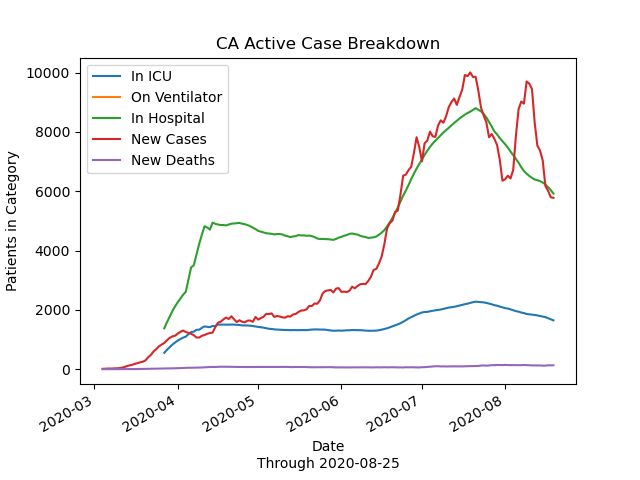 CA Active Case Breakdown
In ICU
On Ventilator
In Hospital
New Cases
New Deaths
Patients in Category
10000
8000
6000
4000
2000
0
2020-03
2020-04
2020-05
2020-06
2020-07
2020-08
Date
Through 2020-08-25